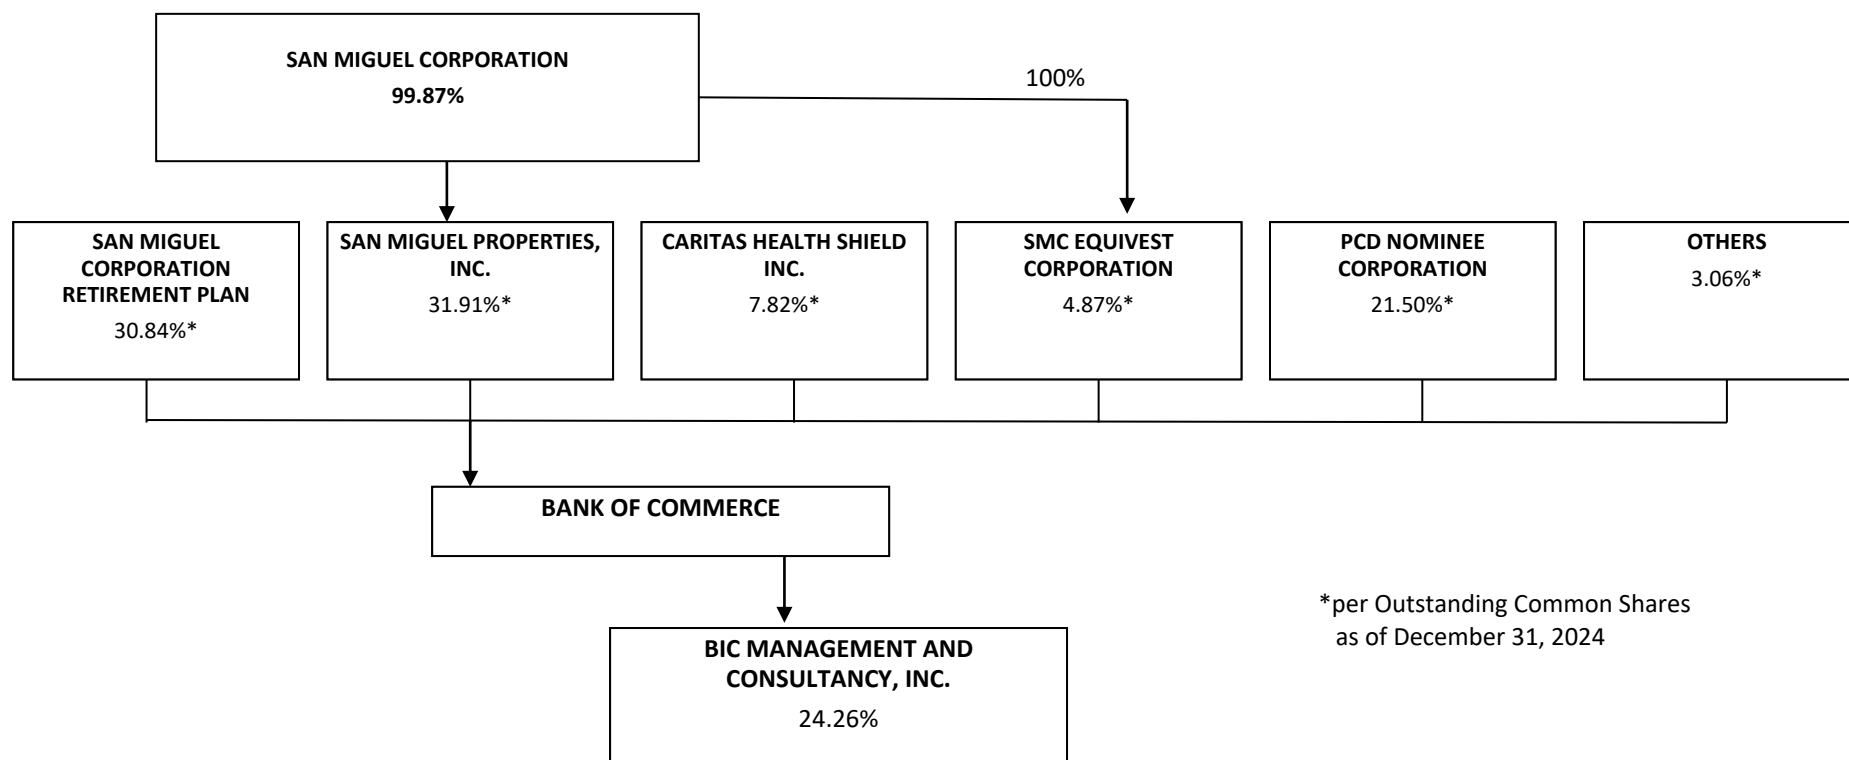 SAN MIGUEL CORPORATION
99.87%
100%
SAN MIGUEL
CORPORATION
RETIREMENT PLAN
30.84%*
SAN MIGUEL PROPERTIES,
INC.
31.91%*
CARITAS HEALTH SHIELD
INC.
7.82%*
SMC EQUIVEST
CORPORATION
4.87%*
PCD NOMINEE
CORPORATION
21.50%*
OTHERS
3.06%*
BANK OF COMMERCE
*per Outstanding Common Shares
as of December 31, 2024
BIC MANAGEMENT AND
CONSULTANCY, INC.
24.26%